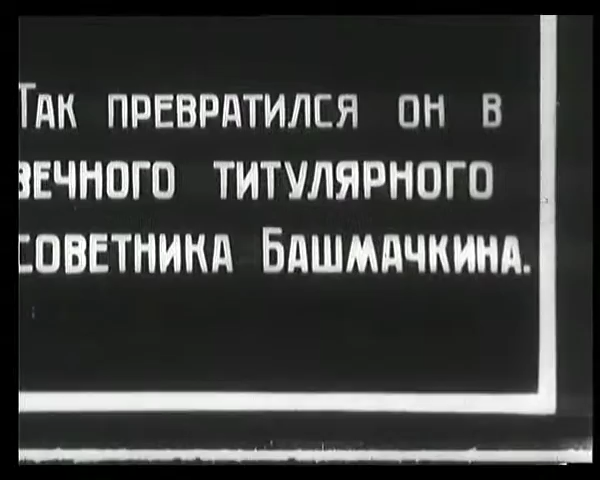 Так превратился он в
вечного титулярного
советника Башмачкина.